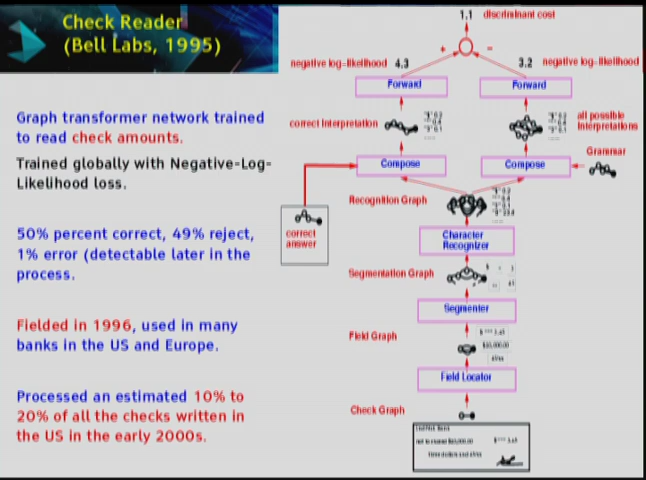 Check Reader
(Bell Labs, 1995)
Graph transformer network trained
to read check amounts.
Trained globally with Negative-Log-
Likelihood loss.
50% percent correct, 49% reject,
1% error (detectable later in the
process.
Fielded in 1996, used in many
banks in the US and Europe.
Processed an estimated 10% to
20% of all the checks written in
the US in the early 2000s.
1.1 discriminant cost
+ −
negative log-likelihood 4.3
3.2 negative log-likelihood
Forward
Forward
correct interpretation
all possible
interpretations
Grammar
Compose
Compose
Recognition Graph
correct
answer
Character
Recognizer
Segmentation Graph
Segmenter
Field Graph
Field Locator
Check Graph